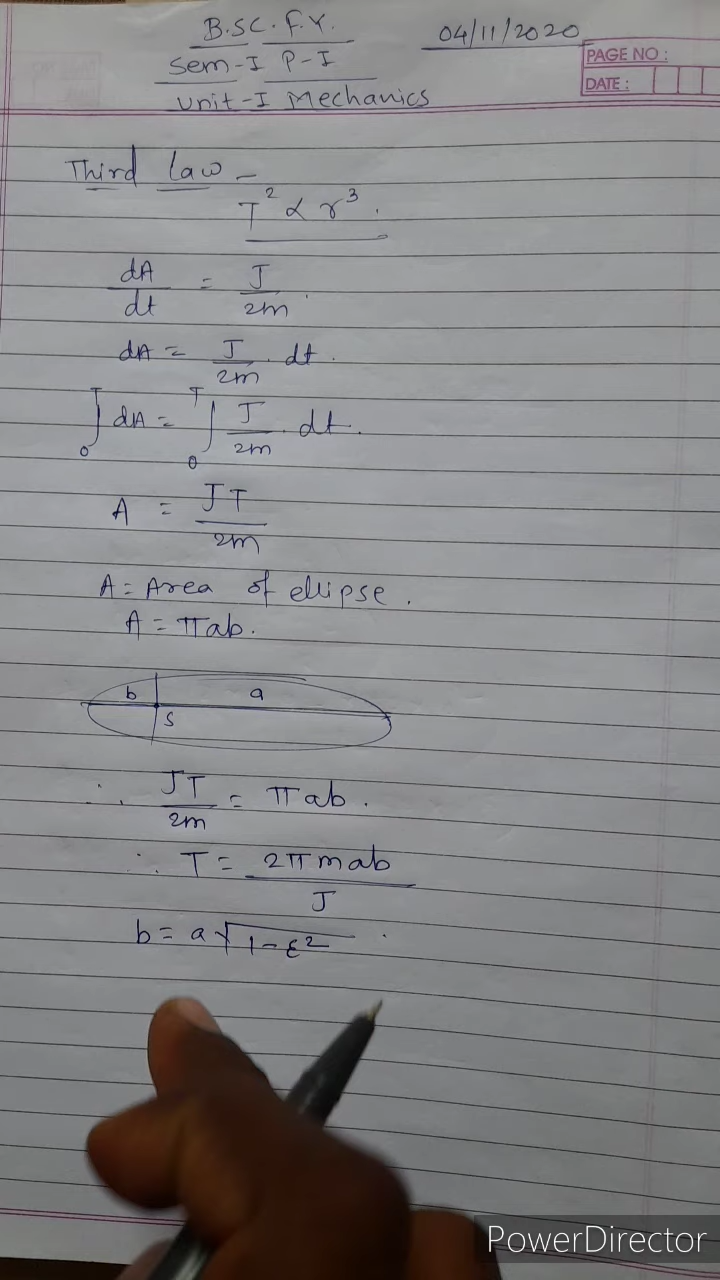 B.SC. F.Y.
04/11/2020
Sem-I P-I
PAGE NO :
DATE :
Unit-I Mechanics
Third Law -
T² ∝ r³.
dA/dt = J/2m.
dA = J/2m . dt.
∫₀ᵀ dA = ∫₀ᵀ J/2m . dt.
A = JT/2m
A = Area of ellipse.
A = πab.
b a
S
∴ JT/2m = πab.
∴ T = 2πmab/J
b = a√1-ε² .
PowerDirector